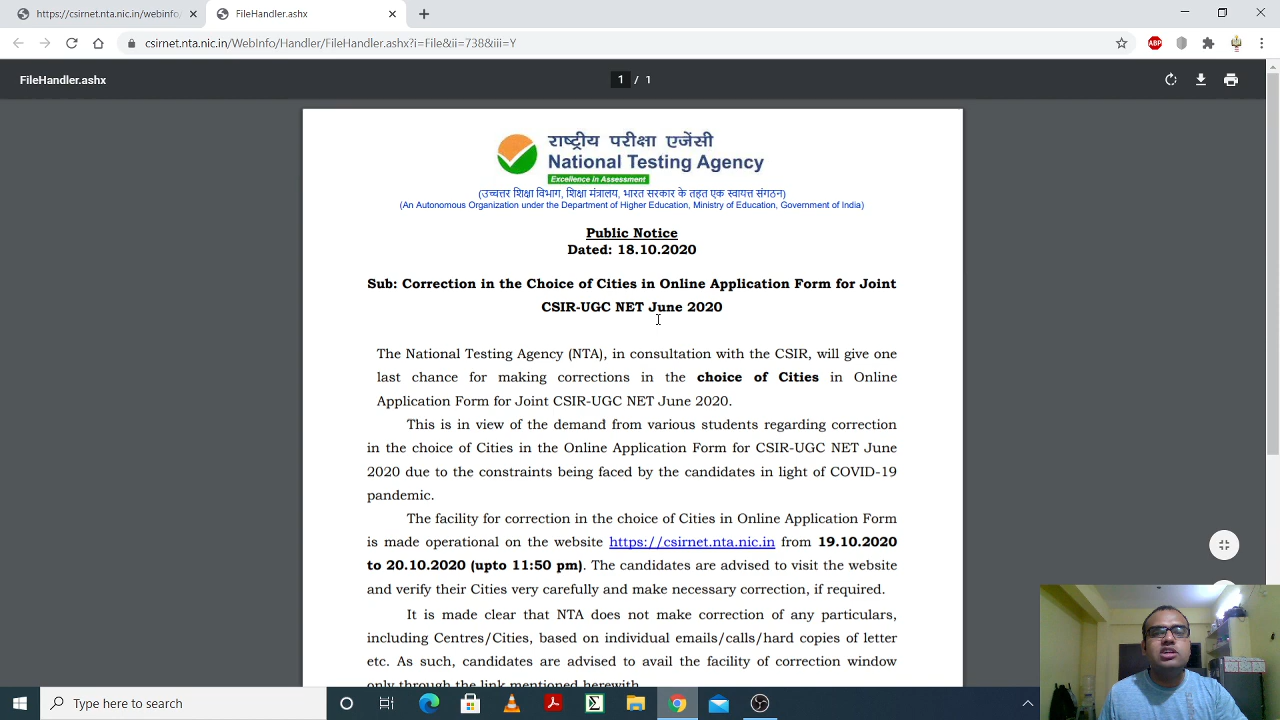 https://csirnet.nta.nic.in/webinfo
FileHandler.ashx
csirnet.nta.nic.in/WebInfo/Handler/FileHandler.ashx?i=File&ii=738&iii=Y
ABP
FileHandler.ashx
1 / 1
राष्ट्रीय परीक्षा एजेंसी
National Testing Agency
Excellence in Assessment
(उच्चत्तर शिक्षा विभाग, शिक्षा मंत्रालय, भारत सरकार के तहत एक स्वायत्त संगठन)
(An Autonomous Organization under the Department of Higher Education, Ministry of Education, Government of India)
Public Notice
Dated: 18.10.2020
Sub: Correction in the Choice of Cities in Online Application Form for Joint
CSIR-UGC NET June 2020
The National Testing Agency (NTA), in consultation with the CSIR, will give one
last chance for making corrections in the choice of Cities in Online
Application Form for Joint CSIR-UGC NET June 2020.
This is in view of the demand from various students regarding correction
in the choice of Cities in the Online Application Form for CSIR-UGC NET June
2020 due to the constraints being faced by the candidates in light of COVID-19
pandemic.
The facility for correction in the choice of Cities in Online Application Form
is made operational on the website https://csirnet.nta.nic.in from 19.10.2020
to 20.10.2020 (upto 11:50 pm). The candidates are advised to visit the website
and verify their Cities very carefully and make necessary correction, if required.
It is made clear that NTA does not make correction of any particulars,
including Centres/Cities, based on individual emails/calls/hard copies of letter
etc. As such, candidates are advised to avail the facility of correction window
only through the link mentioned herewith.
Type here to search